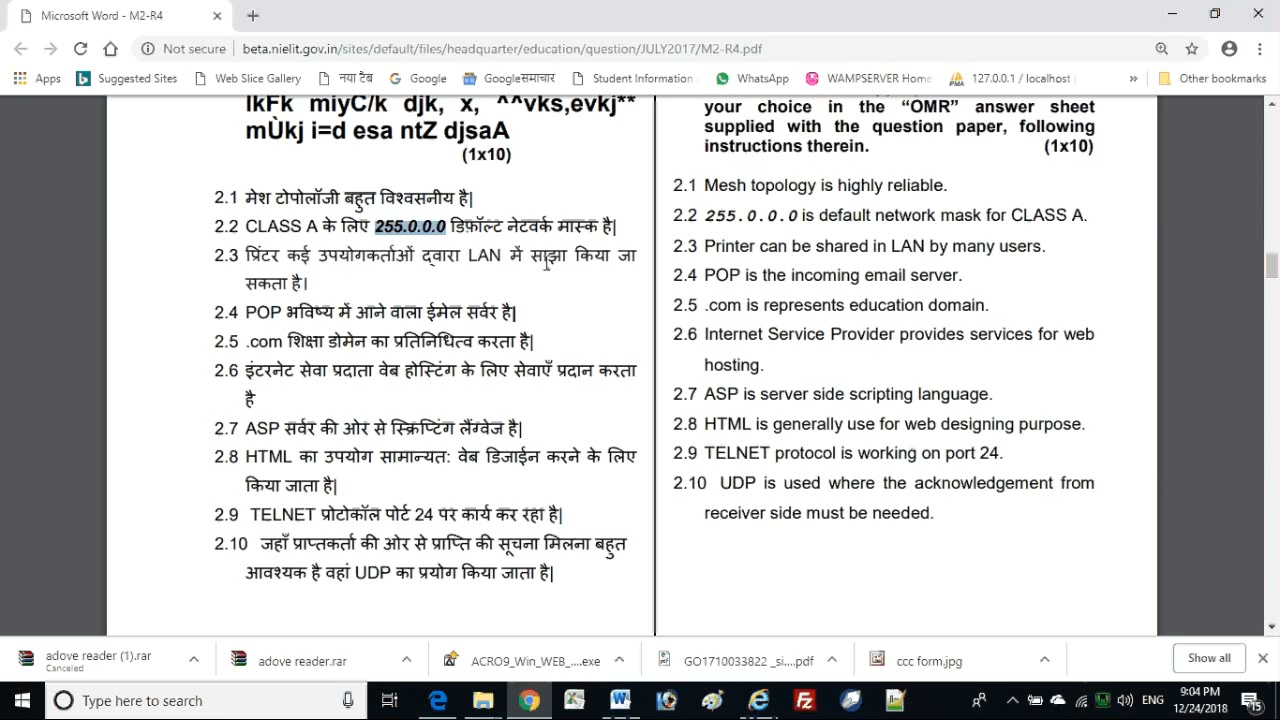 Microsoft Word - M2-R4
Not secure
beta.nielit.gov.in/sites/default/files/headquarter/education/question/JULY2017/M2-R4.pdf
Apps
Suggested Sites
Web Slice Gallery
नया टैब
Google
Googleसमाचार
Student Information
WhatsApp
WAMPSERVER Home
127.0.0.1 / localhost
»
Other bookmarks
lkFk miyC/k djk, x, ^^vks,evkj**
mÙkj i=d esa ntZ djsaA
(1x10)
2.1 मेश टोपोलॉजी बहुत विश्वसनीय है|
2.2 CLASS A के लिए 255.0.0.0 डिफ़ॉल्ट नेटवर्क मास्क है|
2.3 प्रिंटर कई उपयोगकर्ताओं द्वारा LAN में साझा किया जा
सकता है।
2.4 POP भविष्य में आने वाला ईमेल सर्वर है|
2.5 .com शिक्षा डोमेन का प्रतिनिधित्व करता है|
2.6 इंटरनेट सेवा प्रदाता वेब होस्टिंग के लिए सेवाएँ प्रदान करता
है
2.7 ASP सर्वर की ओर से स्क्रिप्टिंग लैंग्वेज है|
2.8 HTML का उपयोग सामान्यत: वेब डिजाईन करने के लिए
किया जाता है|
2.9 TELNET प्रोटोकॉल पोर्ट 24 पर कार्य कर रहा है|
2.10 जहाँ प्राप्तकर्ता की ओर से प्राप्ति की सूचना मिलना बहुत
आवश्यक है वहां UDP का प्रयोग किया जाता है|
your choice in the “OMR” answer sheet
supplied with the question paper, following
instructions therein. (1x10)
2.1 Mesh topology is highly reliable.
2.2 255.0.0.0 is default network mask for CLASS A.
2.3 Printer can be shared in LAN by many users.
2.4 POP is the incoming email server.
2.5 .com is represents education domain.
2.6 Internet Service Provider provides services for web
hosting.
2.7 ASP is server side scripting language.
2.8 HTML is generally use for web designing purpose.
2.9 TELNET protocol is working on port 24.
2.10 UDP is used where the acknowledgement from
receiver side must be needed.
adove reader (1).rar
Canceled
adove reader.rar
ACRO9_Win_WEB_....exe
GO1710033822 _si....pdf
ccc form.jpg
Show all
Type here to search
ENG
9:04 PM
12/24/2018
15